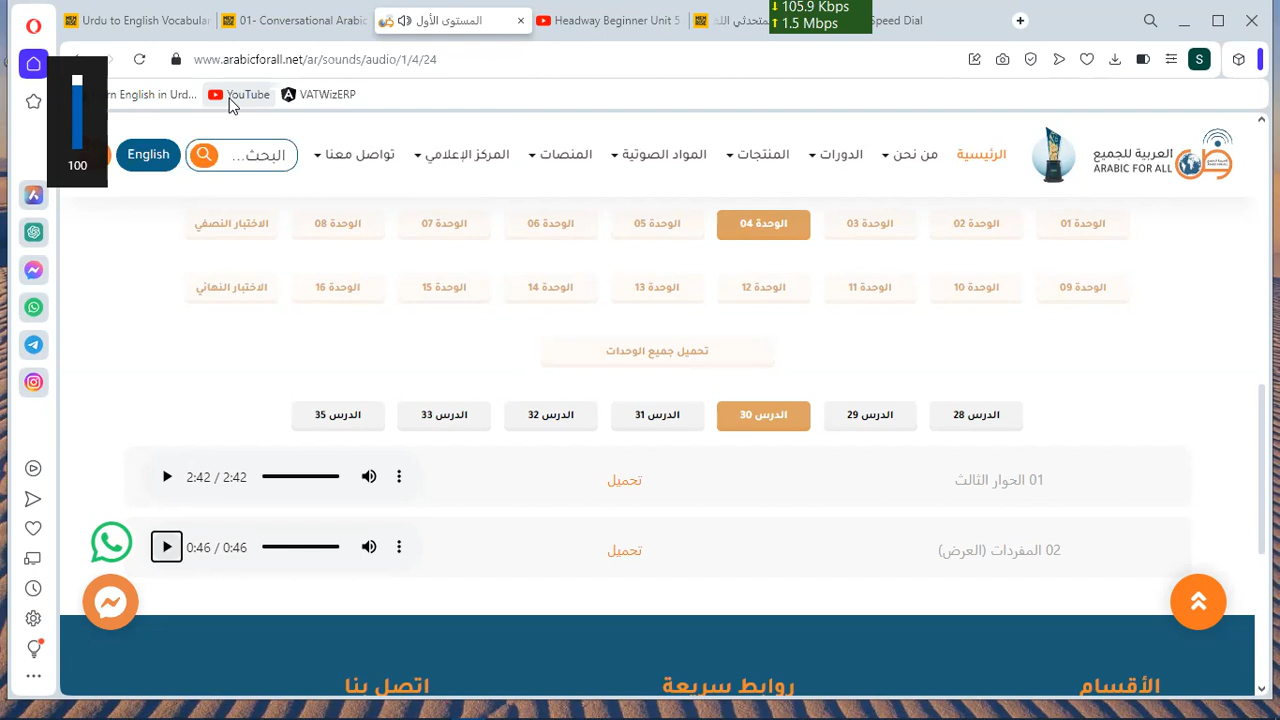 105.9 Kbps
1.5 Mbps
Urdu to English Vocabular
01- Conversational Arabic
المستوى الأول
Headway Beginner Unit 5
Speed Dial
www.arabicforall.net/ar/sounds/audio/1/4/24
S
n English in Urd...
YouTube
VATWizERP
100
العربية للجميع
ARABIC FOR ALL
الرئيسية
من نحن
الدورات
المنتجات
المواد الصوتية
المنصات
المركز الإعلامي
تواصل معنا
البحث...
English
الوحدة 01
الوحدة 02
الوحدة 03
الوحدة 04
الوحدة 05
الوحدة 06
الوحدة 07
الوحدة 08
الاختبار النصفي
الوحدة 09
الوحدة 10
الوحدة 11
الوحدة 12
الوحدة 13
الوحدة 14
الوحدة 15
الوحدة 16
الاختبار النهائي
تحميل جميع الوحدات
الدرس 28
الدرس 29
الدرس 30
الدرس 31
الدرس 32
الدرس 33
الدرس 35
01 الحوار الثالث
تحميل
2:42 / 2:42
02 المفردات (العرض)
تحميل
0:46 / 0:46
الأقسام
روابط سريعة
اتصل بنا